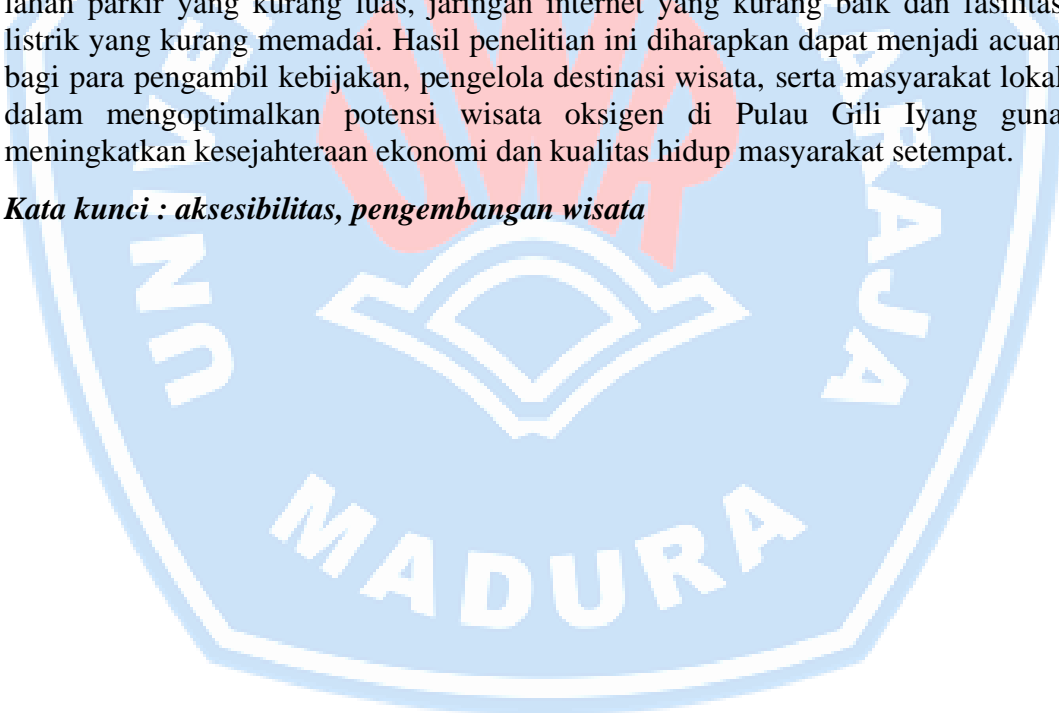 lahan parkir yang kurang luas, jaringan internet yang kurang baik dan fasilitas
listrik yang kurang memadai. Hasil penelitian ini diharapkan dapat menjadi acuan
bagi para pengambil kebijakan, pengelola destinasi wisata, serta masyarakat lokal
dalam mengoptimalkan potensi wisata oksigen di Pulau Gili Iyang guna
meningkatkan kesejahteraan ekonomi dan kualitas hidup masyarakat setempat.
Kata kunci : aksesibilitas, pengembangan wisata
UWR
MADURA